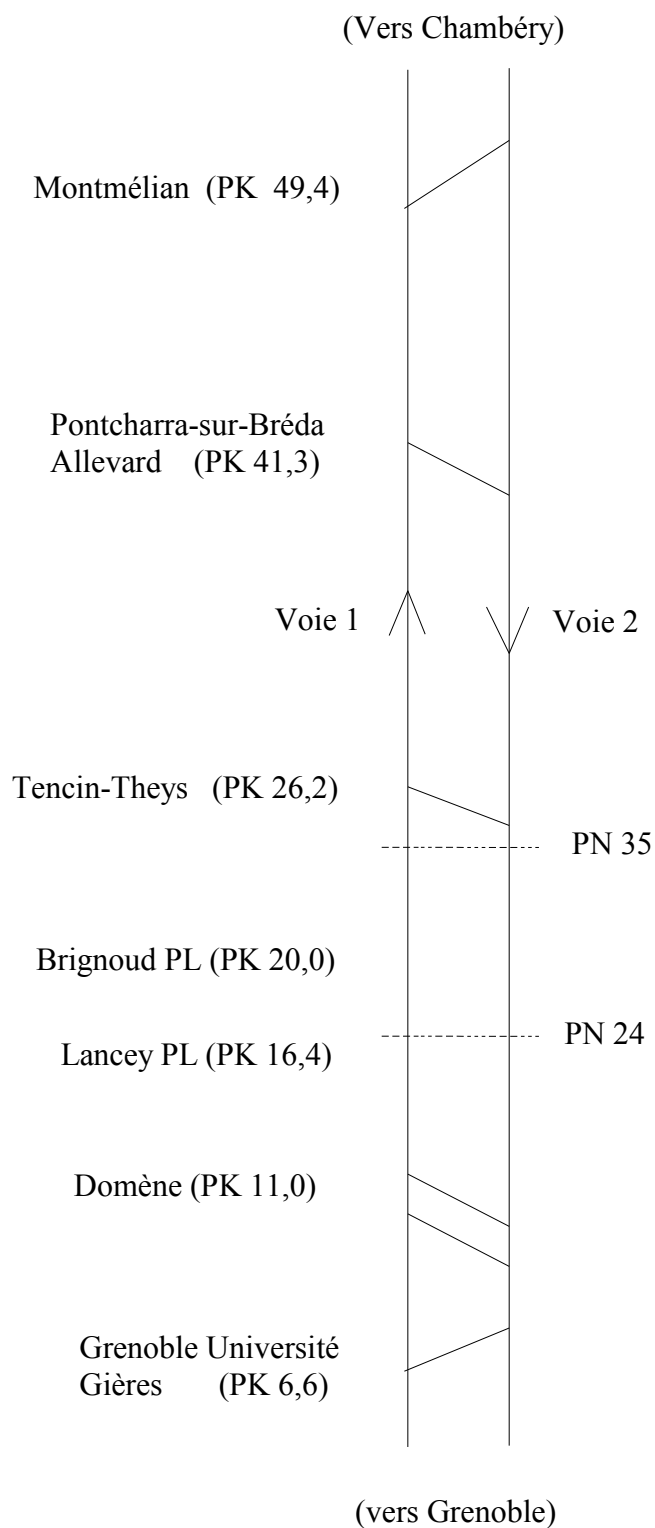 (Vers Chambéry)
Montmélian (PK 49,4)
Pontcharra-sur-Bréda
Allevard (PK 41,3)
Voie 1
Voie 2
Tencin-Theys (PK 26,2)
PN 35
Brignoud PL (PK 20,0)
PN 24
Lancey PL (PK 16,4)
Domène (PK 11,0)
Grenoble Université
Gières (PK 6,6)
(vers Grenoble)